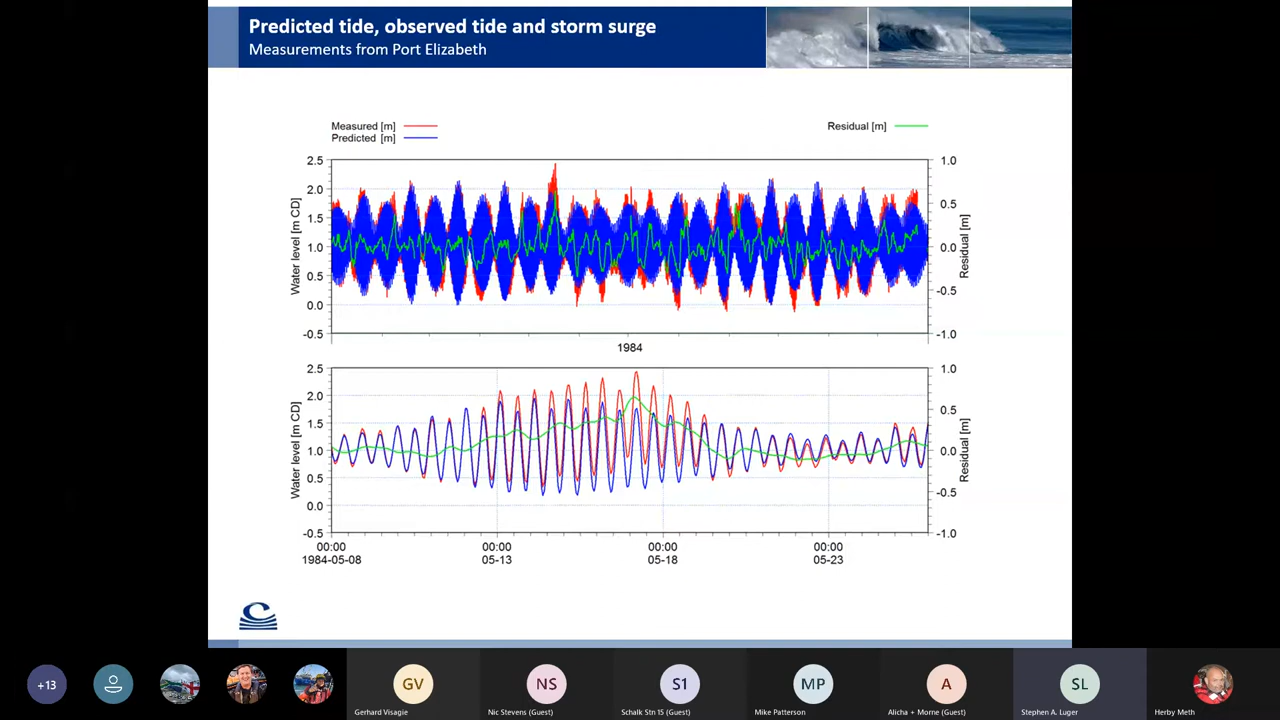 Predicted tide, observed tide and storm surge
Measurements from Port Elizabeth
Measured [m]
Predicted [m]
Residual [m]
2.5
2.0
1.5
1.0
0.5
0.0
-0.5
Water level [m CD]
1.0
0.5
0.0
-0.5
-1.0
Residual [m]
1984
2.5
2.0
1.5
1.0
0.5
0.0
-0.5
Water level [m CD]
1.0
0.5
0.0
-0.5
-1.0
Residual [m]
00:00 00:00 00:00 00:00
1984-05-08 05-13 05-18 05-23
+13
GV NS S1 MP A SL
Gerhard Visagie Nic Stevens (Guest) Schalk Stn 15 (Guest) Mike Patterson Alicha + Morne (Guest) Stephen A. Luger Herby Meth